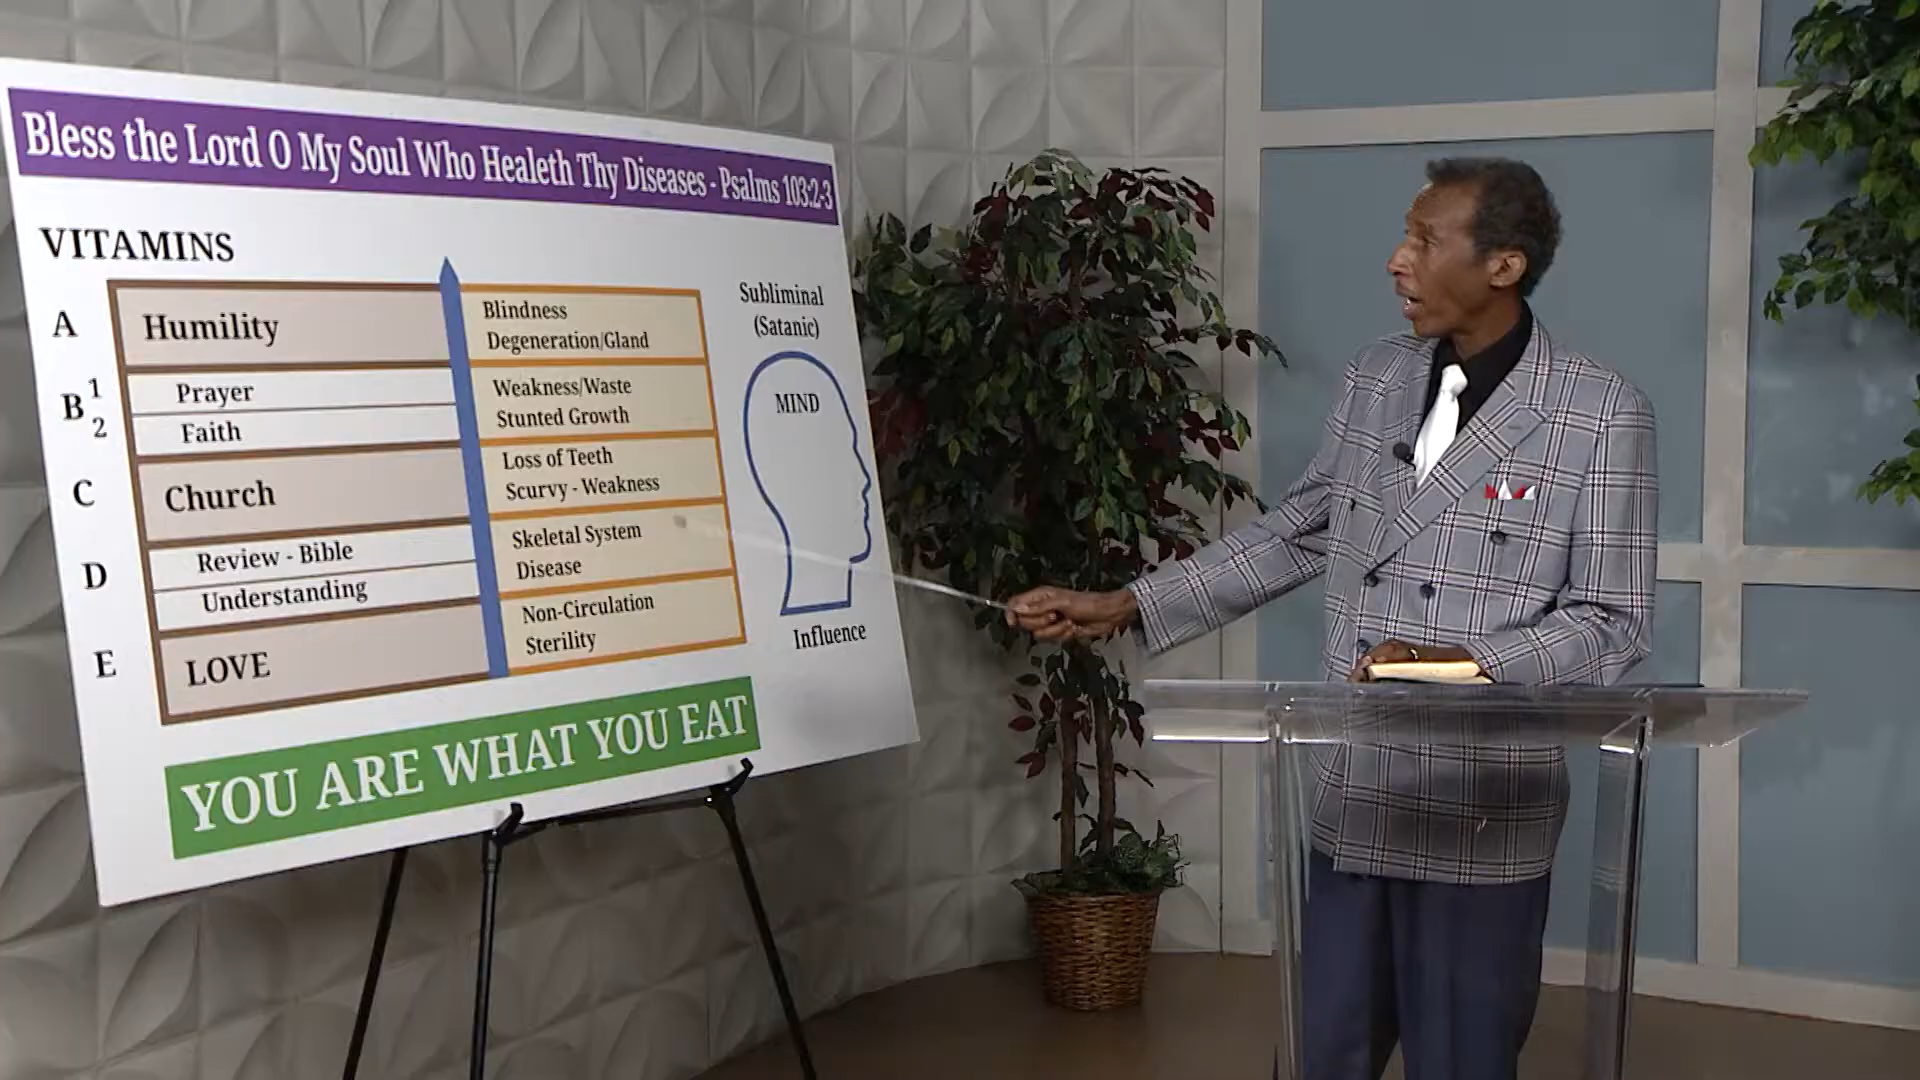 Bless the Lord O My Soul Who Healeth Thy Diseases - Psalms 103:2-3
VITAMINS
A
Humility
Blindness
Degeneration/Gland
B 1
2
Prayer
Faith
Weakness/Waste
Stunted Growth
C
Church
Loss of Teeth
Scurvy - Weakness
D
Review - Bible
Understanding
Skeletal System
Disease
E
LOVE
Non-Circulation
Sterility
Subliminal
(Satanic)
MIND
Influence
YOU ARE WHAT YOU EAT